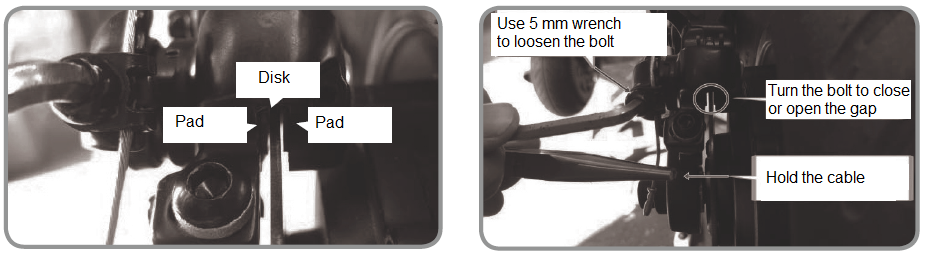 Disk
Pad
Pad
Use 5 mm wrench
to loosen the bolt
Turn the bolt to close
or open the gap
Hold the cable